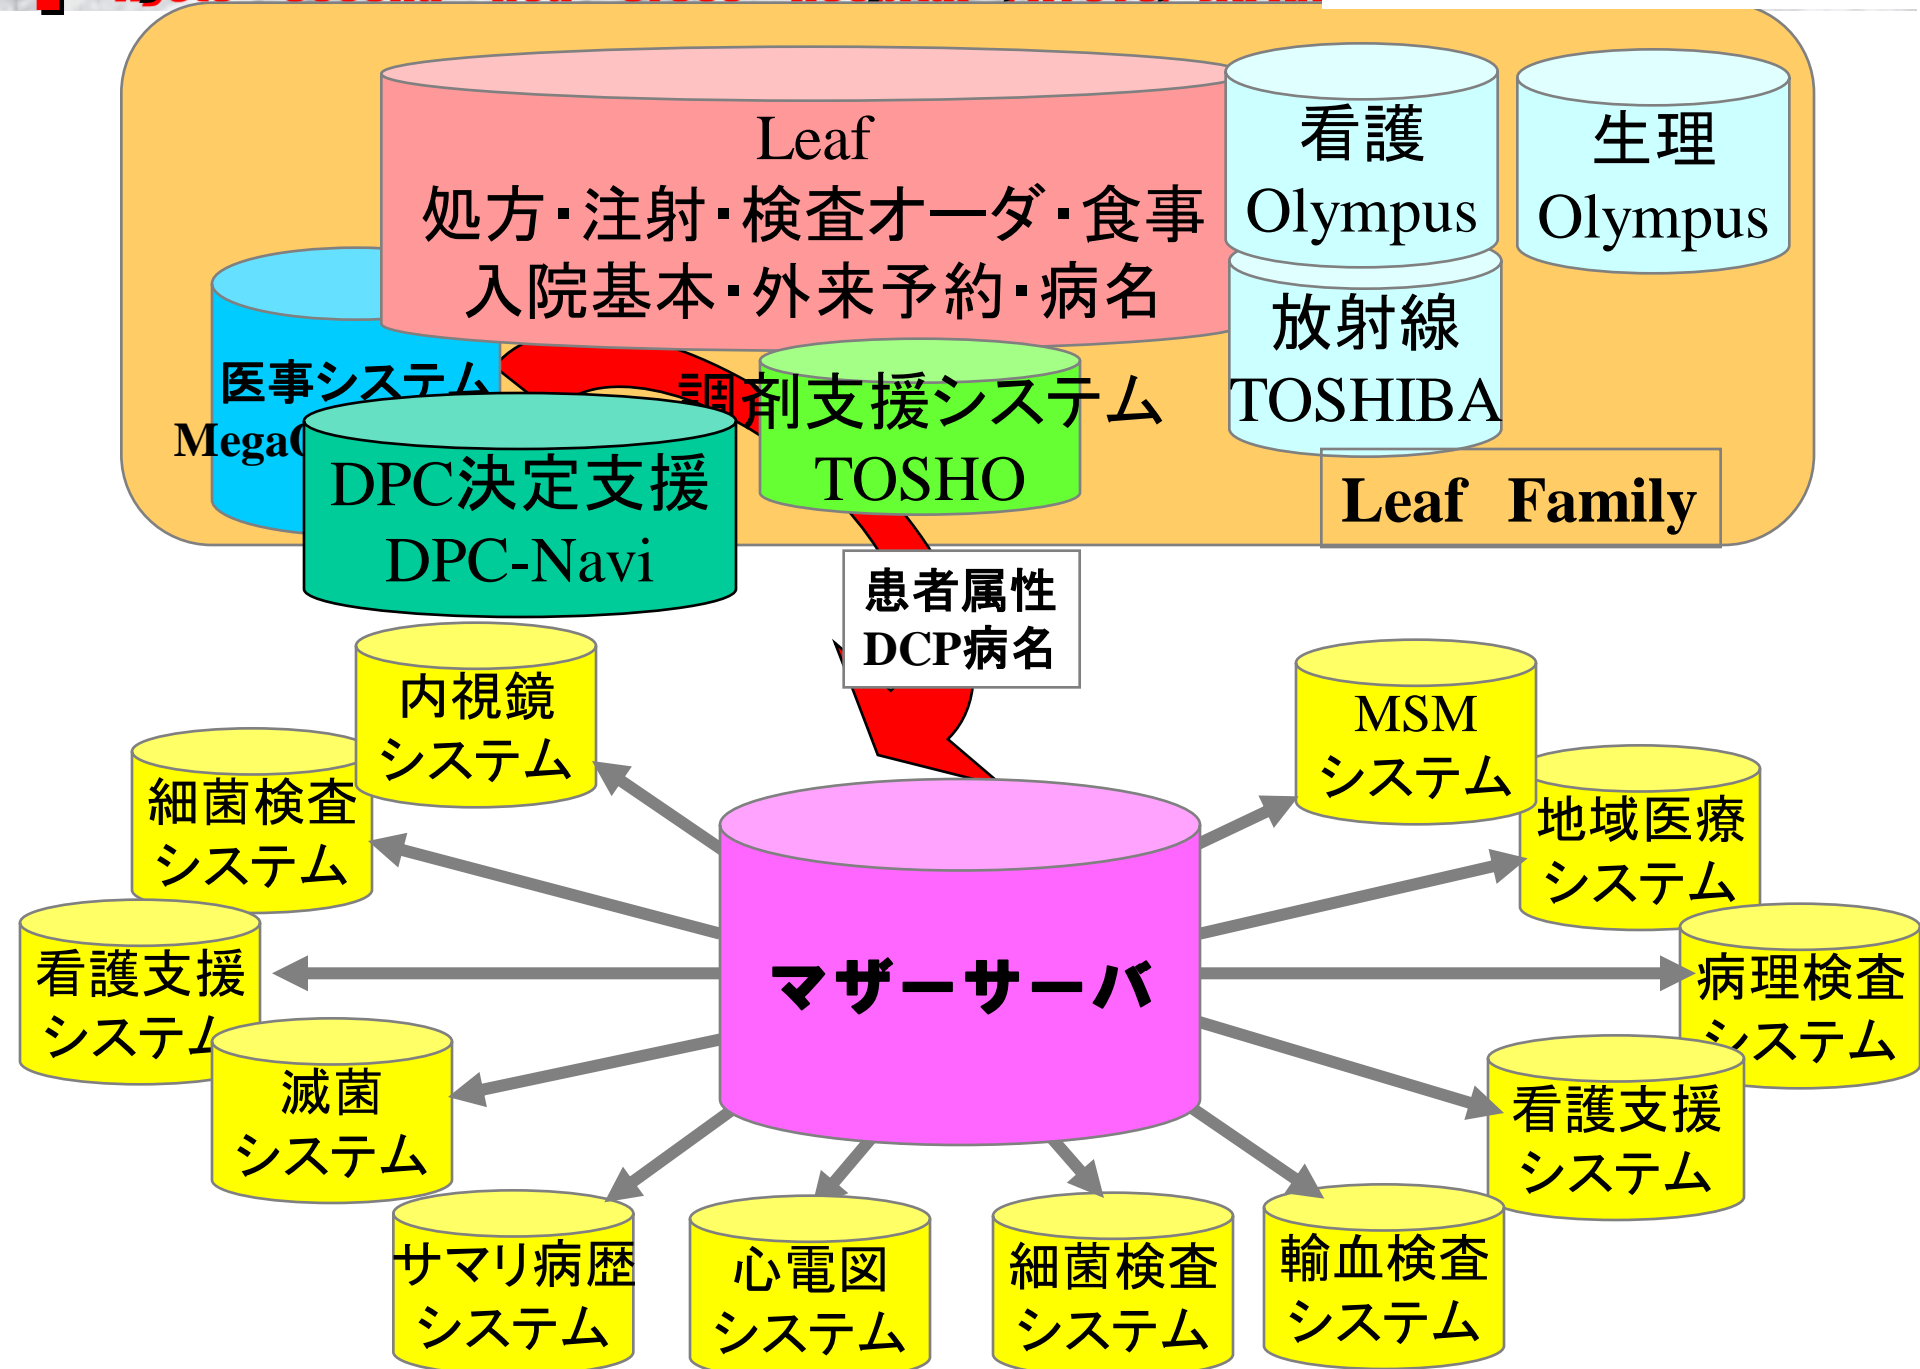 Leaf
処方・注射・検査オーダ・食事
入院基本・外来予約・病名
看護
Olympus
生理
Olympus
放射線
TOSHIBA
医事システム
調剤支援システム
TOSHO
DPC決定支援
DPC-Navi
Leaf Family
患者属性
DCP病名
内視鏡
システム
細菌検査
システム
看護支援
システム
滅菌
システム
サマリ病歴
システム
心電図
システム
細菌検査
システム
輸血検査
システム
看護支援
システム
病理検査
システム
地域医療
システム
MSM
システム
マザーサーバ